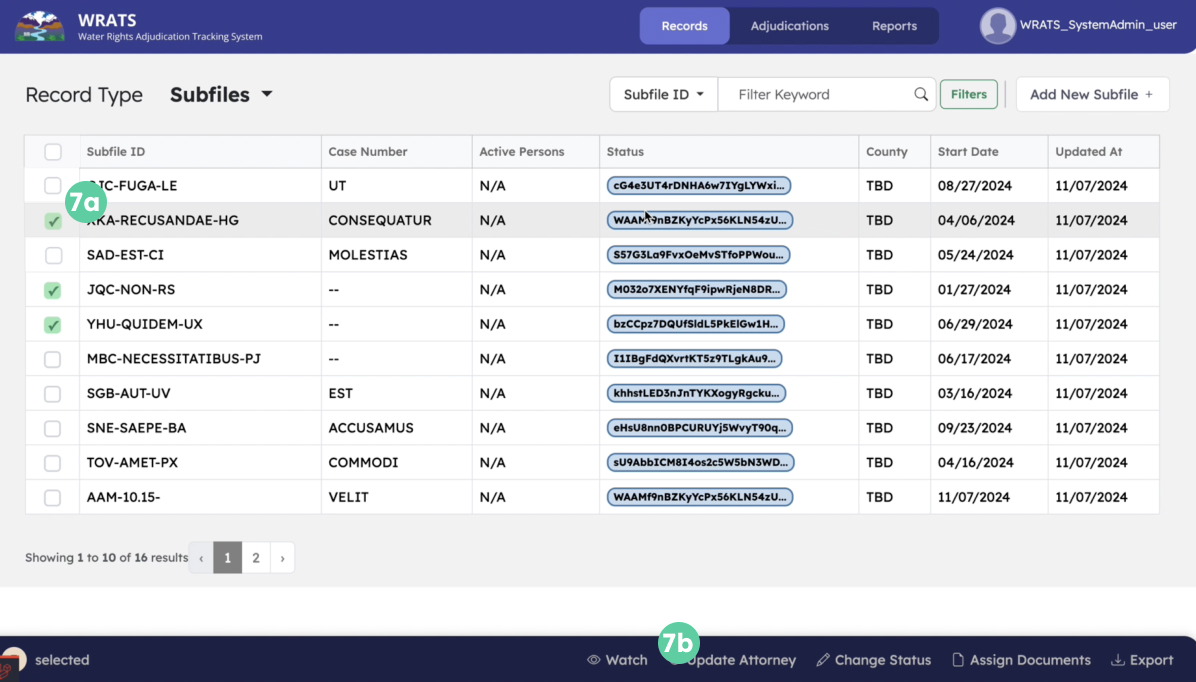 WRATS
Water Rights Adjudication Tracking System
Records Adjudications Reports
WRATS_SystemAdmin_user
Record Type Subfiles
Subfile ID Filter Keyword Filters Add New Subfile +
Subfile ID Case Number Active Persons Status County Start Date Updated At
JC-FUGA-LE UT N/A cG4e3UT4rDNHA6w7IYgLYWxi... TBD 08/27/2024 11/07/2024
7a
KA-RECUSANDAE-HG CONSEQUATUR N/A WAAMf9nBZKyYcPx56KLN54zU... TBD 04/06/2024 11/07/2024
SAD-EST-CI MOLESTIAS N/A S57G3La9FvxOeMvSTfoPPWou... TBD 05/24/2024 11/07/2024
JQC-NON-RS -- N/A M032o7XENYfqF9ipwRjeN8DR... TBD 01/27/2024 11/07/2024
YHU-QUIDEM-UX -- N/A bzCCpz7DQUfSldL5PkElGw1H... TBD 06/29/2024 11/07/2024
MBC-NECESSITATIBUS-PJ -- N/A I1IBgFdQXvrtKT5z9TLgkAu9... TBD 06/17/2024 11/07/2024
SGB-AUT-UV EST N/A khhstLED3nJnTYKXogyRgcku... TBD 03/16/2024 11/07/2024
SNE-SAEPE-BA ACCUSAMUS N/A eHsU8nn0BPCURUYj5WvyT90q... TBD 09/23/2024 11/07/2024
TOV-AMET-PX COMMODI N/A sU9AbbICM8I4os2c5W5bN3WD... TBD 04/16/2024 11/07/2024
AAM-10.15- VELIT N/A WAAMf9nBZKyYcPx56KLN54zU... TBD 11/07/2024 11/07/2024
Showing 1 to 10 of 16 results ‹ 1 2 ›
7b
selected Watch Update Attorney Change Status Assign Documents Export